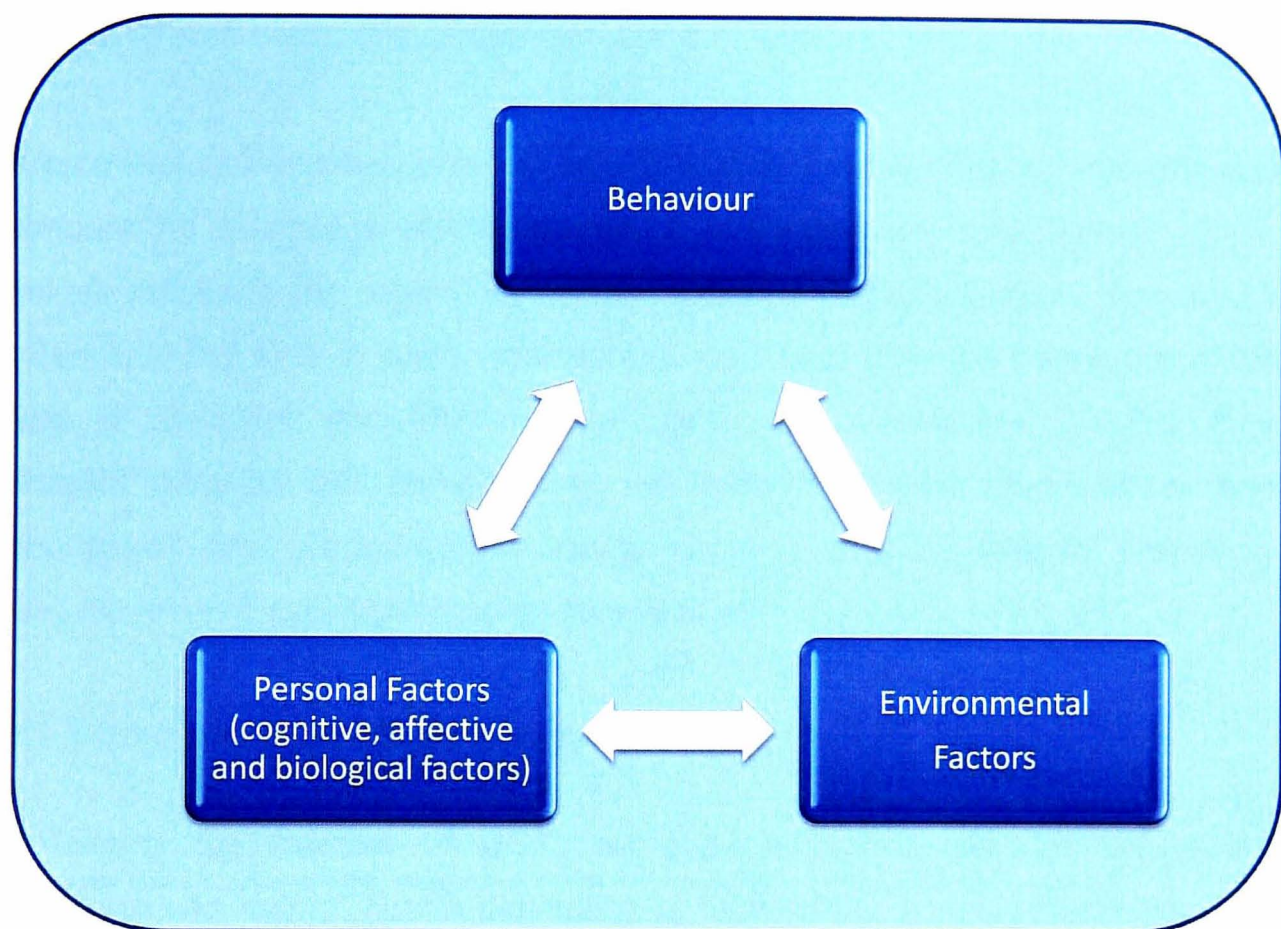 Behaviour
Personal Factors
(cognitive, affective
and biological factors)
Environmental
Factors